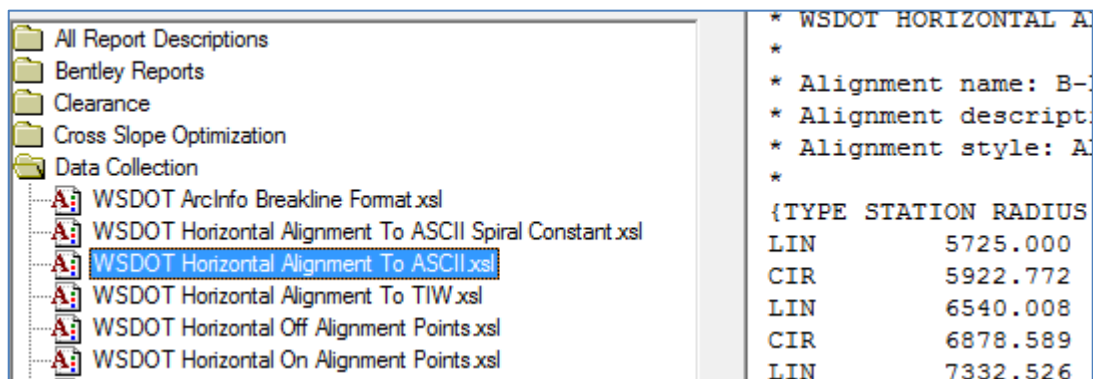 All Report Descriptions
Bentley Reports
Clearance
Cross Slope Optimization
Data Collection
WSDOT ArcInfo Breakline Format.xsl
WSDOT Horizontal Alignment To ASCII Spiral Constant.xsl
WSDOT Horizontal Alignment To ASCII.xsl
WSDOT Horizontal Alignment To TIW.xsl
WSDOT Horizontal Off Alignment Points.xsl
WSDOT Horizontal On Alignment Points.xsl
* WSDOT HORIZONTAL
*
* Alignment name: B-
* Alignment
* Alignment style:
*
{TYPE STATION RADIUS
LIN 5725.000
CIR 5922.772
LIN 6540.008
CIR 6878.589
LIN 7332.526